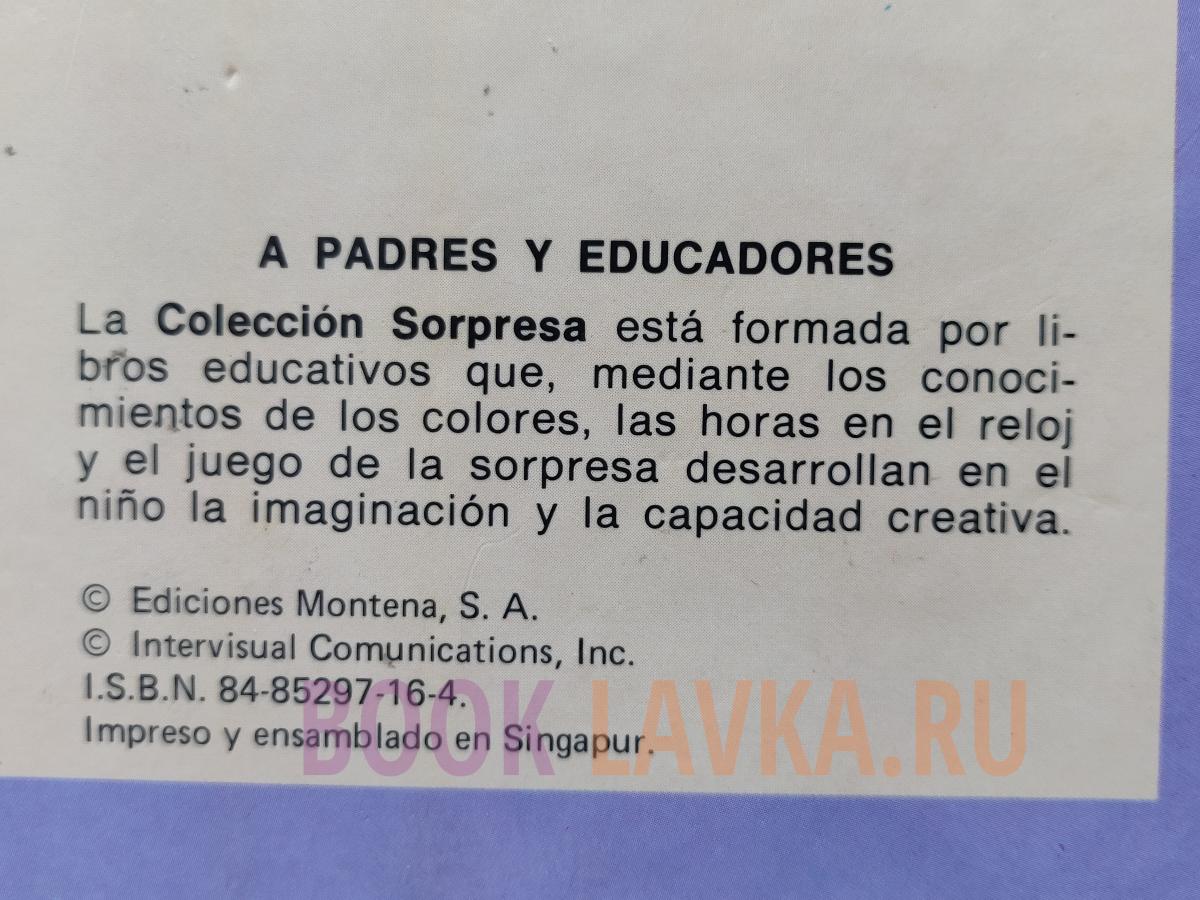 A PADRES Y EDUCADORES
La Colección Sorpresa está formada por li-
bros educativos que, mediante los conoci-
mientos de los colores, las horas en el reloj
y el juego de la sorpresa desarrollan en el
niño la imaginación y la capacidad creativa.
© Ediciones Montena, S. A.
© Intervisual Comunications, Inc.
I.S.B.N. 84-85297-16-4.
Impreso y ensamblado en Singapur.
BOOK LAVKA.RU